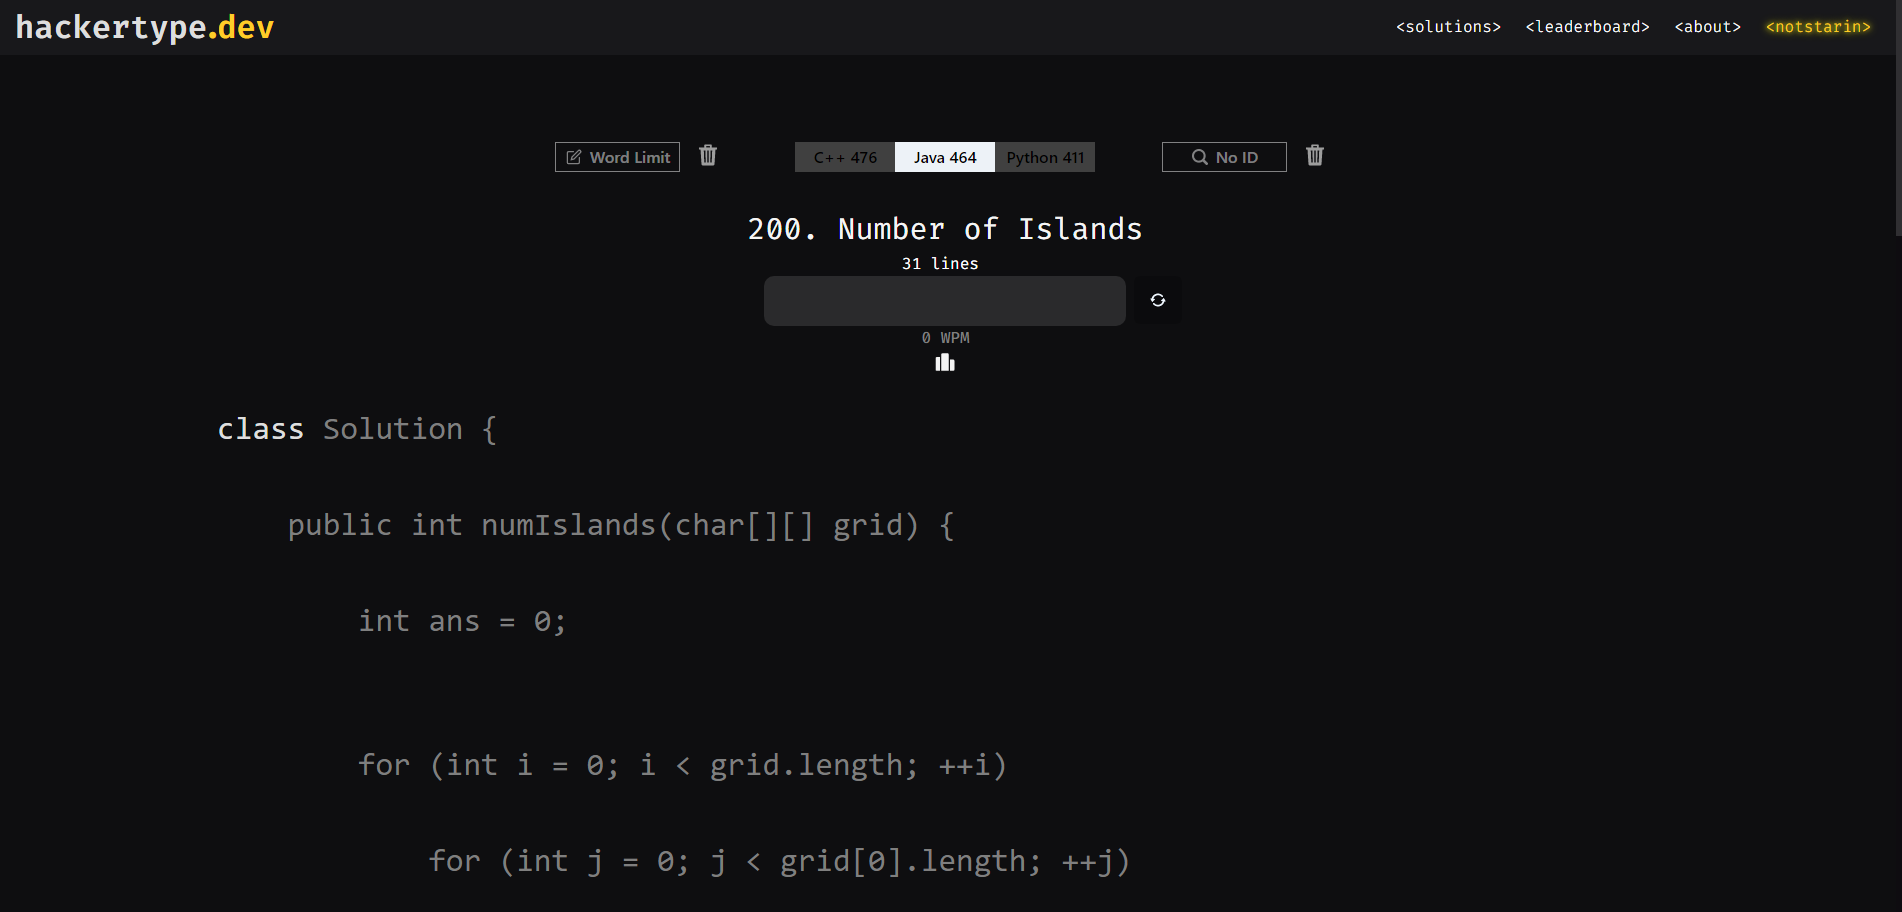 hackertype.dev
<solutions> <leaderboard> <about> <notstarin>
Word Limit C++ 476 Java 464 Python 411 No ID
200. Number of Islands
31 lines
0 WPM
class Solution {
public int numIslands(char[][] grid) {
int ans = 0;
for (int i = 0; i < grid.length; ++i)
for (int j = 0; j < grid[0].length; ++j)